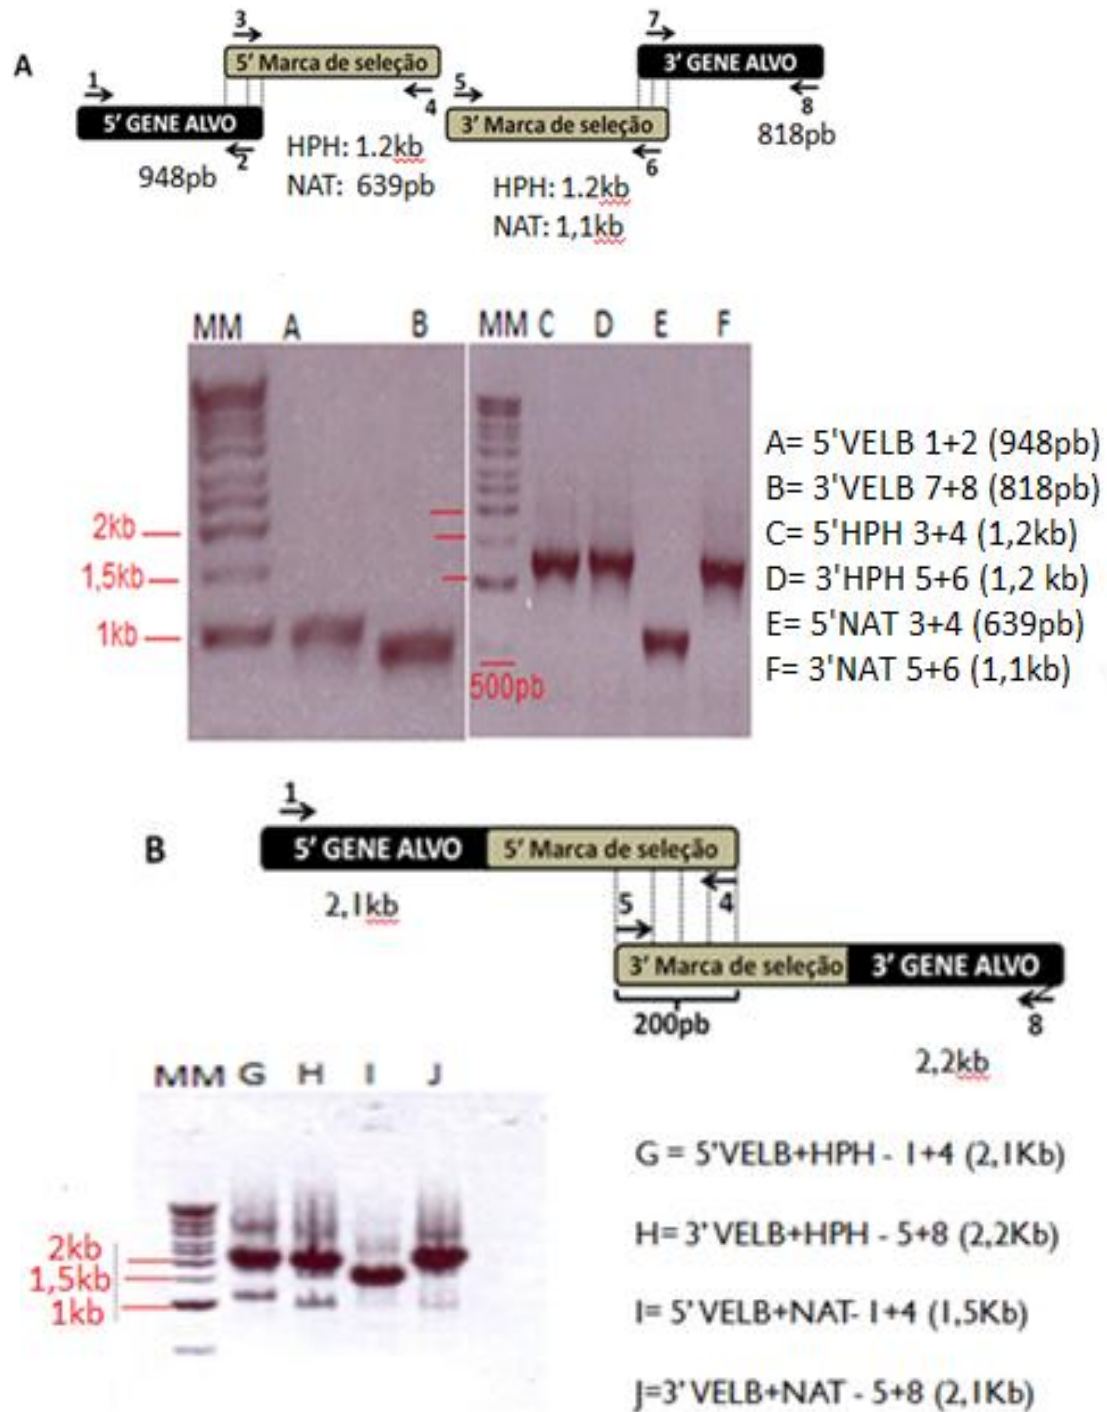 A
1
5' GENE ALVO
2
948pb
3
5' Marca de seleção
4
HPH: 1.2kb
NAT: 639pb
5
3' Marca de seleção
6
HPH: 1.2kb
NAT: 1,1kb
7
3' GENE ALVO
8
818pb
MM A B
MM C D E F
2kb
1,5kb
1kb
500pb
A= 5'VELB 1+2 (948pb)
B= 3'VELB 7+8 (818pb)
C= 5'HPH 3+4 (1,2kb)
D= 3'HPH 5+6 (1,2 kb)
E= 5'NAT 3+4 (639pb)
F= 3'NAT 5+6 (1,1kb)
B
1
5' GENE ALVO 5' Marca de seleção
2,1kb
5 4
3' Marca de seleção 3' GENE ALVO
200pb
8
2,2kb
MM G H I J
2kb
1,5kb
1kb
G = 5'VELB+HPH - 1+4 (2,1Kb)
H= 3' VELB+HPH - 5+8 (2,2Kb)
I= 5' VELB+NAT- 1+4 (1,5Kb)
J=3' VELB+NAT - 5+8 (2,1Kb)